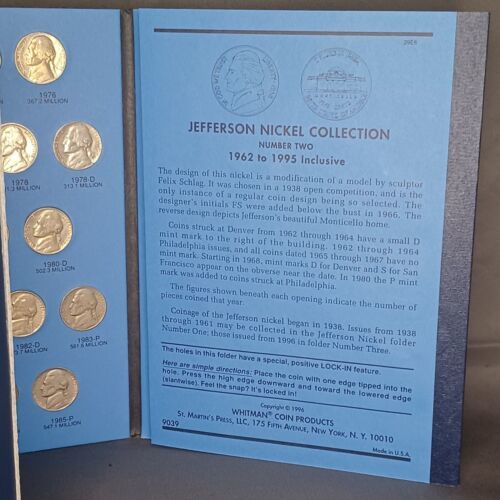 1976
367.2 MILLION
1978
1.3 MILLION
1978-D
313.1 MILLION
1980-D
502.3 MILLION
1982-D
3.7 MILLION
1983-P
561.6 MILLION
1985-P
647.1 MILLION
JEFFERSON NICKEL COLLECTION
NUMBER TWO
1962 to 1995 Inclusive
The design of this nickel is a modification of a model by sculptor
Felix Schlag. It was chosen in a 1938 open competition, and is the
only instance of a regular coin design being so selected. The
designer's initials FS were added below the bust in 1966. The
reverse design depicts Jefferson's beautiful Monticello home.
Coins struck at Denver from 1962 through 1964 have a small D
mint mark to the right of the building. 1962 through 1964
Philadelphia issues, and all coins dated 1965 through 1967 have no
mint mark. Starting in 1968, mint marks D for Denver and S for San
Francisco appear on the obverse near the date. In 1980 the P mint
mark was added to coins struck at Philadelphia.
The figures shown beneath each opening indicate the number of
pieces coined that year.
Coinage of the Jefferson nickel began in 1938. Issues from 1938
through 1961 may be collected in the Jefferson Nickel folder
Number One; those issued from 1996 in folder Number Three.
The holes in this folder have a special, positive LOCK-IN feature.
Here are simple directions: Place the coin with one edge tipped into the
hole. Press the high edge downward and toward the lowered edge
(slantwise). Feel the snap? It's locked in!
Copyright © 1996
WHITMAN® COIN PRODUCTS
ST. MARTIN'S PRESS, LLC, 175 FIFTH AVENUE, NEW YORK, N. Y. 10010
9039
Made in U.S.A.